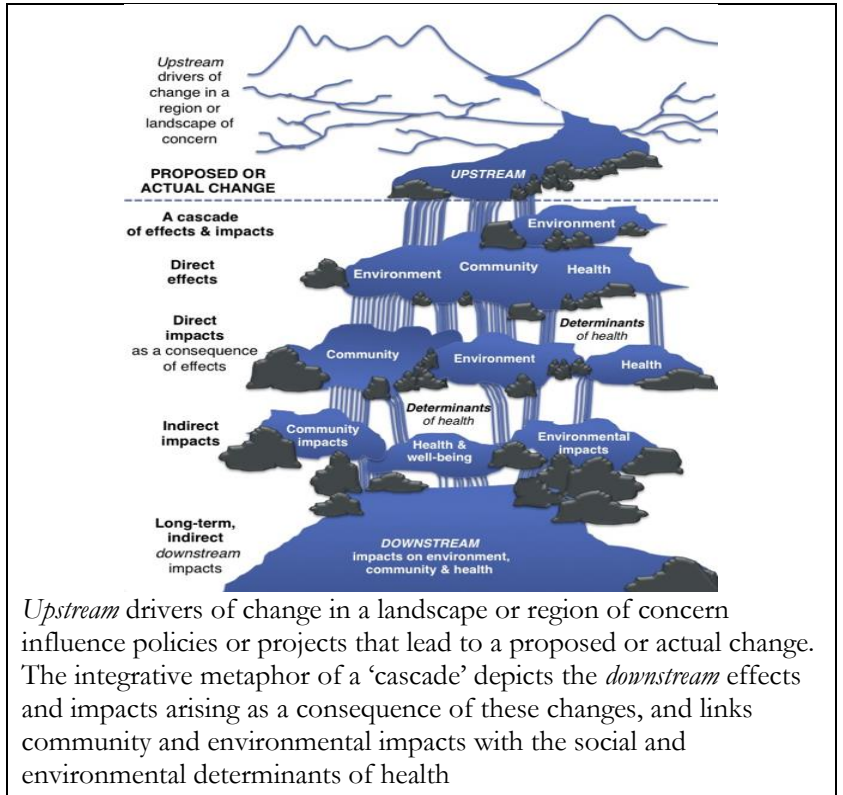 Upstream
drivers of
change in a
region or
landscape of
concern
PROPOSED OR
ACTUAL CHANGE
UPSTREAM
A cascade
of effects & impacts
Environment
Direct
effects
Environment
Community
Health
Direct
impacts
as a consequence
of effects
Community
Environment
Determinants
of health
Health
Determinants
of health
Indirect
impacts
Community
impacts
Health &
well-being
Environmental
impacts
Long-term,
indirect
downstream
impacts
DOWNSTREAM
impacts on environment,
community & health
Upstream drivers of change in a landscape or region of concern
influence policies or projects that lead to a proposed or actual change.
The integrative metaphor of a ‘cascade’ depicts the downstream effects
and impacts arising as a consequence of these changes, and links
community and environmental impacts with the social and
environmental determinants of health